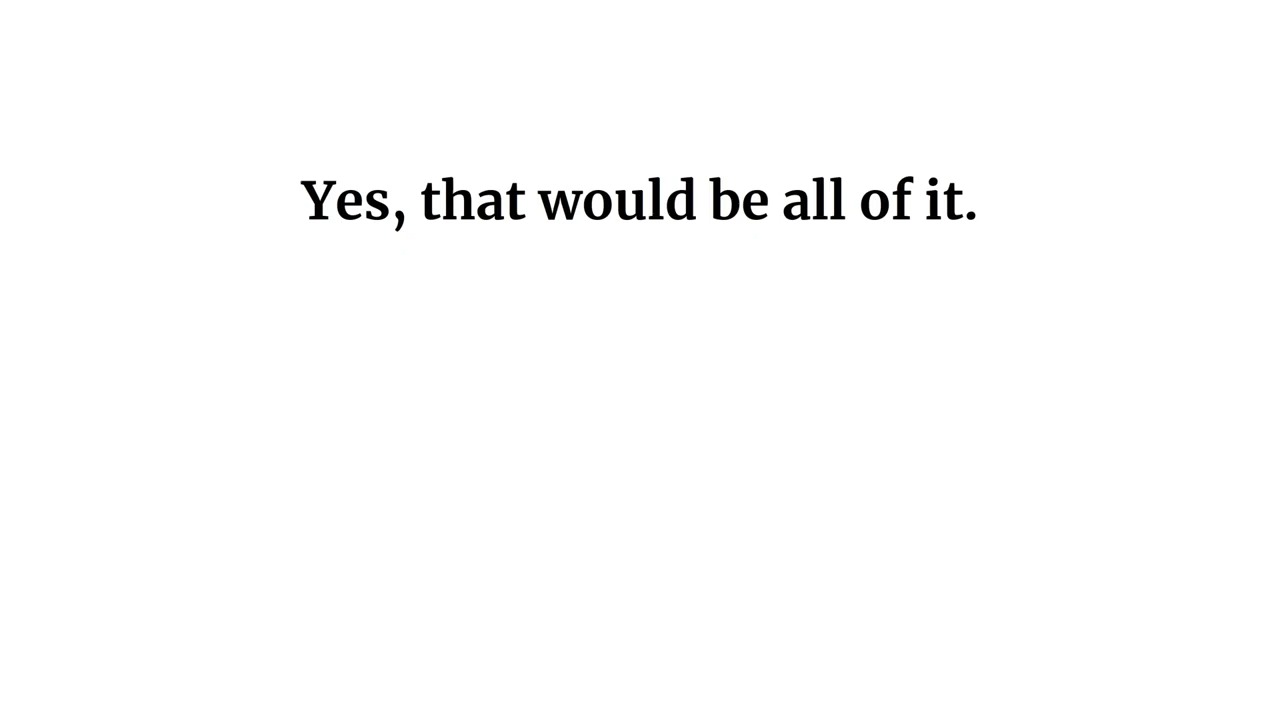 Yes, that would be all of it.